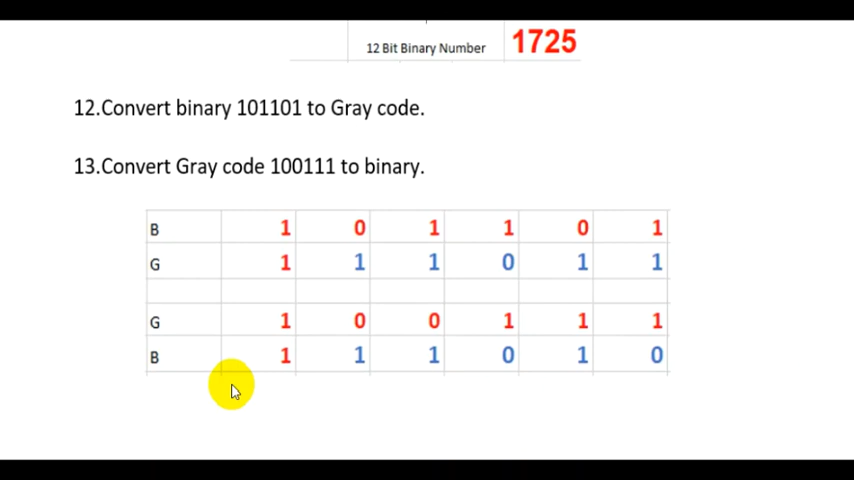 12 Bit Binary Number 1725
12.Convert binary 101101 to Gray code.
13.Convert Gray code 100111 to binary.
B 1 0 1 1 0 1
G 1 1 1 0 1 1
G 1 0 0 1 1 1
B 1 1 1 0 1 0